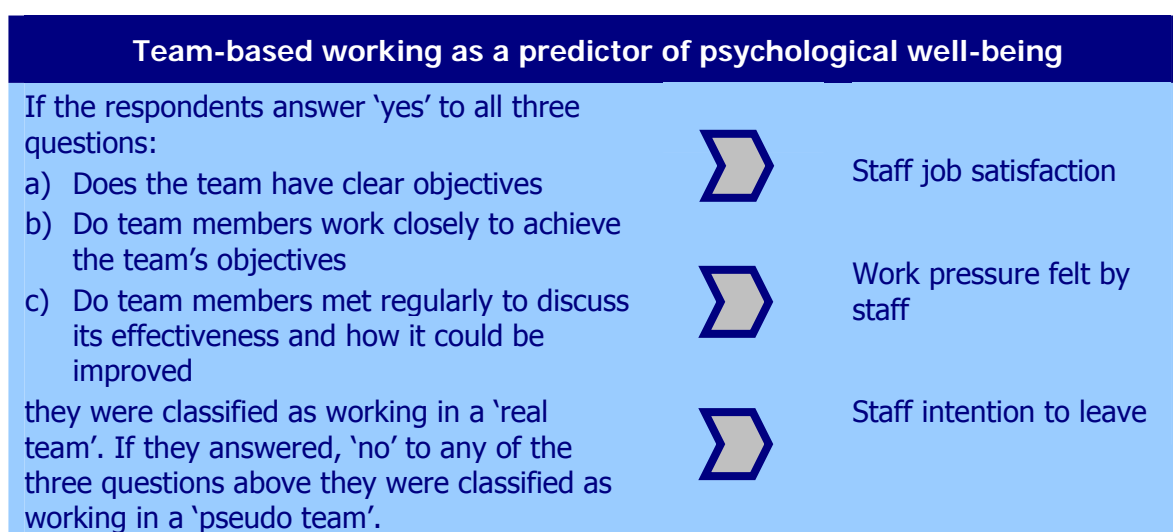 Team-based working as a predictor of psychological well-being
If the respondents answer ‘yes’ to all three
questions:
a) Does the team have clear objectives
b) Do team members work closely to achieve
the team’s objectives
c) Do team members met regularly to discuss
its effectiveness and how it could be
improved
they were classified as working in a ‘real
team’. If they answered, ‘no’ to any of the
three questions above they were classified as
working in a ‘pseudo team’.
Staff job satisfaction
Work pressure felt by
staff
Staff intention to leave